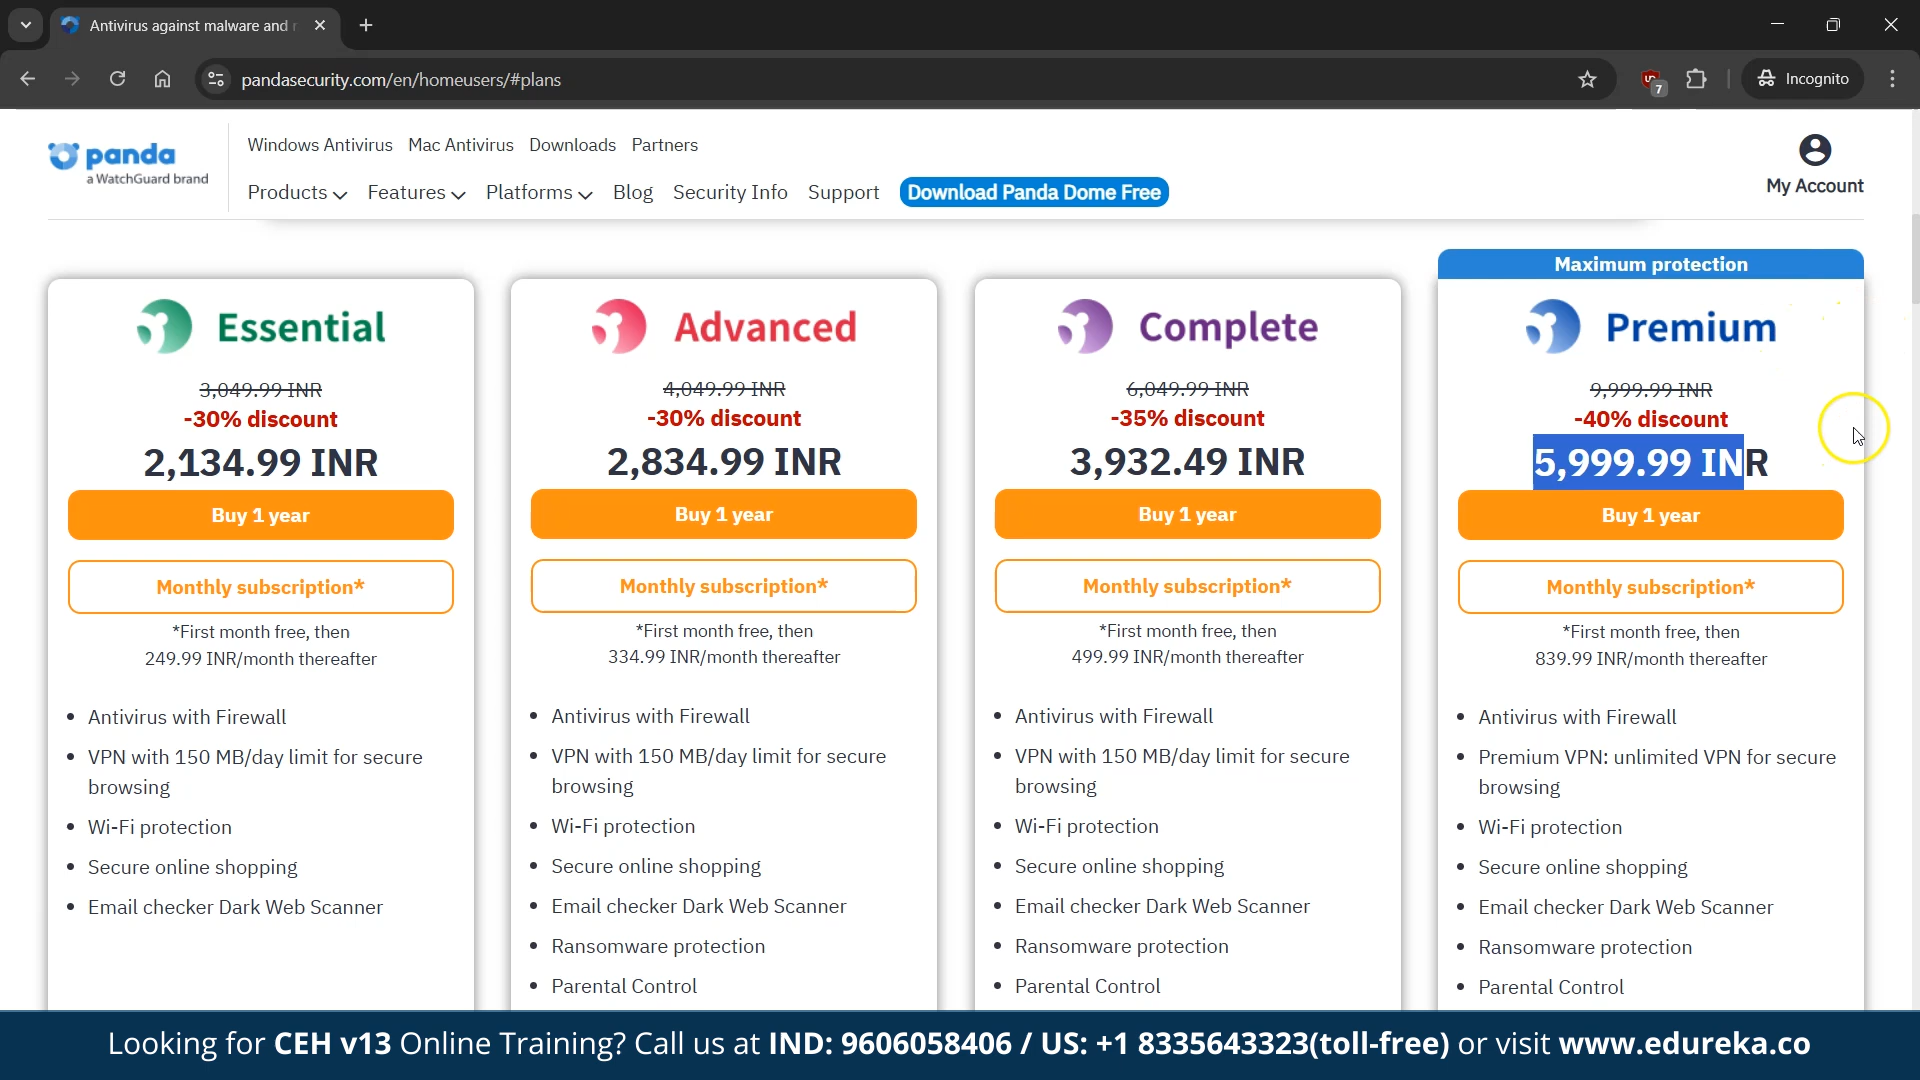 Antivirus against malware and r
pandasecurity.com/en/homeusers/#plans
7
Incognito
panda
a WatchGuard brand
Windows Antivirus Mac Antivirus Downloads Partners
Products Features Platforms Blog Security Info Support Download Panda Dome Free
My Account
Essential
3,049.99 INR
-30% discount
2,134.99 INR
Buy 1 year
Monthly subscription*
*First month free, then
249.99 INR/month thereafter
• Antivirus with Firewall
• VPN with 150 MB/day limit for secure
browsing
• Wi-Fi protection
• Secure online shopping
• Email checker Dark Web Scanner
Advanced
4,049.99 INR
-30% discount
2,834.99 INR
Buy 1 year
Monthly subscription*
*First month free, then
334.99 INR/month thereafter
• Antivirus with Firewall
• VPN with 150 MB/day limit for secure
browsing
• Wi-Fi protection
• Secure online shopping
• Email checker Dark Web Scanner
• Ransomware protection
• Parental Control
Complete
6,049.99 INR
-35% discount
3,932.49 INR
Buy 1 year
Monthly subscription*
*First month free, then
499.99 INR/month thereafter
• Antivirus with Firewall
• VPN with 150 MB/day limit for secure
browsing
• Wi-Fi protection
• Secure online shopping
• Email checker Dark Web Scanner
• Ransomware protection
• Parental Control
Maximum protection
Premium
9,999.99 INR
-40% discount
5,999.99 INR
Buy 1 year
Monthly subscription*
*First month free, then
839.99 INR/month thereafter
• Antivirus with Firewall
• Premium VPN: unlimited VPN for secure
browsing
• Wi-Fi protection
• Secure online shopping
• Email checker Dark Web Scanner
• Ransomware protection
• Parental Control
Looking for CEH v13 Online Training? Call us at IND: 9606058406 / US: +1 8335643323(toll-free) or visit www.edureka.co